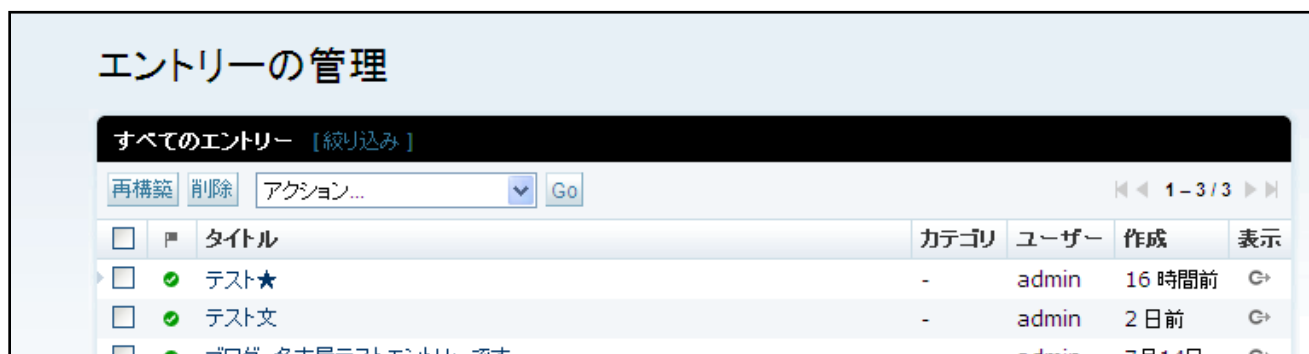 エントリーの管理
すべてのエントリー [絞り込み]
再構築 削除 アクション... Go 1 – 3 / 3
タイトル カテゴリ ユーザー 作成 表示
テスト★ - admin 16 時間前
テスト文 - admin 2 日前